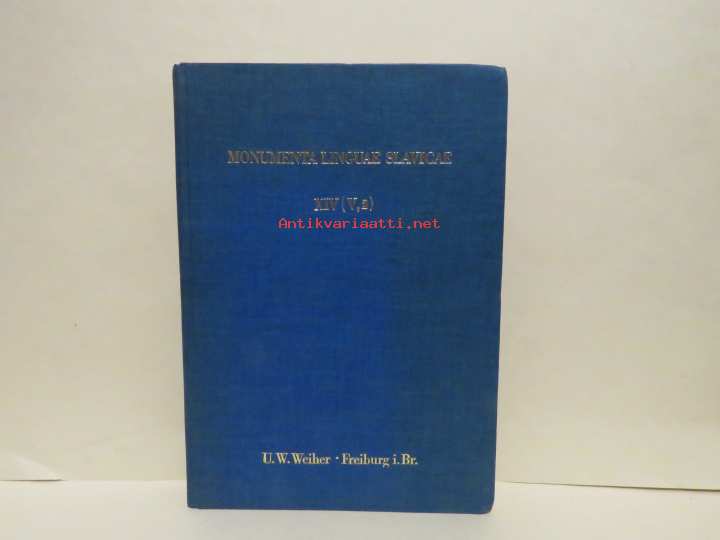 MONUMENTA LINGUAE SLAVICAE
XIV (V,2)
Antikvariaatti.net
U.W.Weiher · Freiburg i.Br.